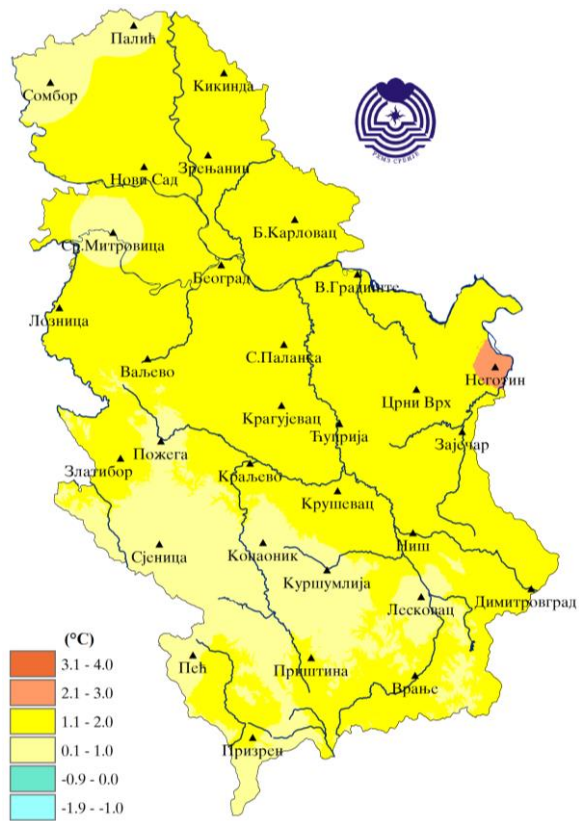 Палић
Сомбор
Кикинда
Зрењанин
Нови Сад
Б.Карловац
Ср.Митровица
Београд
В.Градиште
Лозница
С.Паланка
Ваљево
Неготин
Црни Врх
Крагујевац
Ћуприја
Зајечар
Пожега
Златибор
Краљево
Крушевац
Ниш
Сјеница
Копаоник
Куршумлија
Лесковац
Димитровград
Пећ
Приштина
Врање
Призрен
(°C)
3.1 - 4.0
2.1 - 3.0
1.1 - 2.0
0.1 - 1.0
-0.9 - 0.0
-1.9 - -1.0